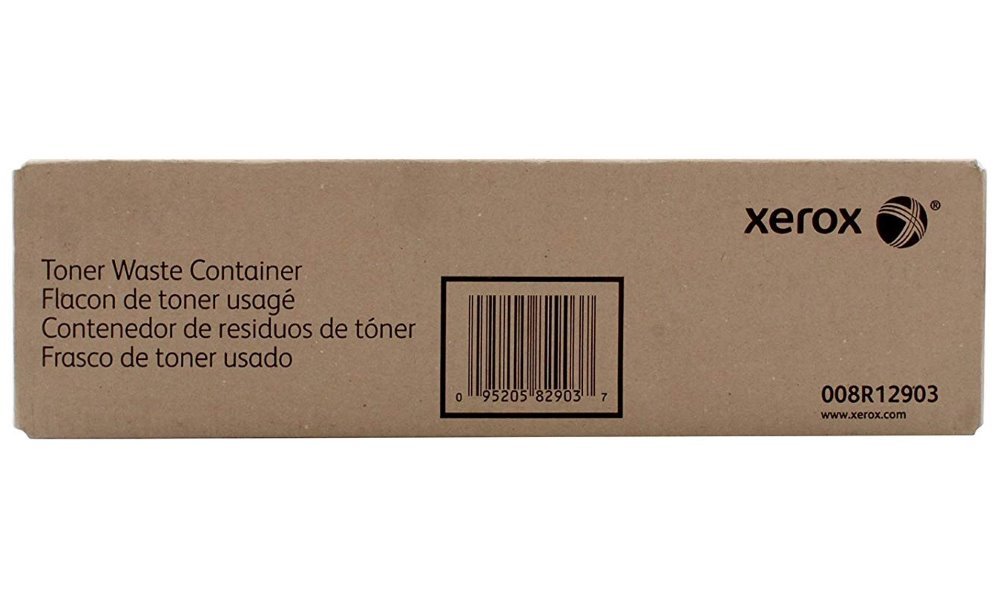 xerox ®
Toner Waste Container
Flacon de toner usagé
Contenedor de residuos de tóner
Frasco de toner usado
0 95205 82903 7
008R12903
www.xerox.com